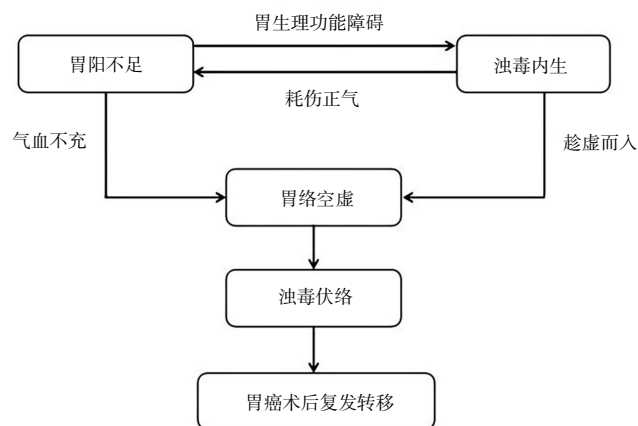 胃生理功能障碍
胃阳不足
浊毒内生
耗伤正气
气血不充
趁虚而入
胃络空虚
浊毒伏络
胃癌术后复发转移